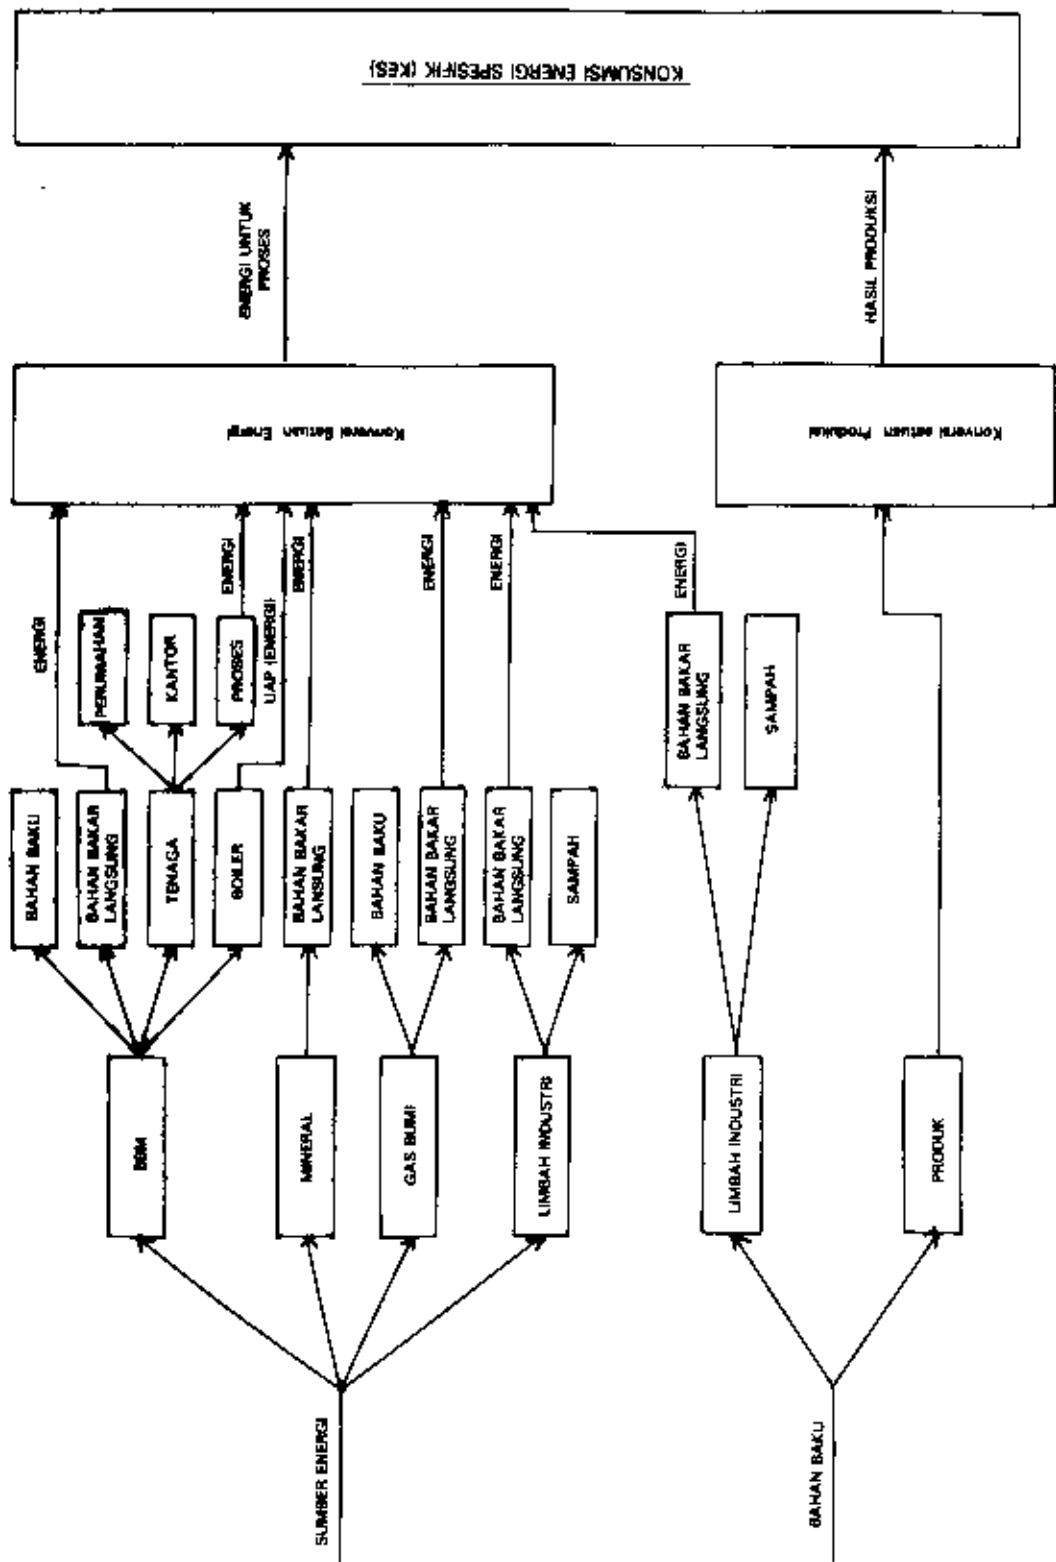 SUMBER ENERGI
BAHAN BAKU
BBM
MINERAL
GAS BUMI
LIMBAH INDUSTRI
LIMBAH INDUSTRI
PRODUK
BAHAN BAKU
BAHAN BAKAR
LANGSUNG
TENAGA
BOILER
BAHAN BAKAR
LANSUNG
BAHAN BAKU
BAHAN BAKAR
LANGSUNG
BAHAN BAKAR
LANGSUNG
SAMPAH
PERUMAHAN
KANTOR
PROSES
BAHAN BAKAR
LANGSUNG
SAMPAH
ENERGI
ENERGI
UAP (ENERGI)
ENERGI
ENERGI
ENERGI
ENERGI
Konversi Satuan
Energi
Konversi satuan Produksi
ENERGI UNTUK
PROSES
HASIL PRODUKSI
KONSUMSI ENERGI SPESIFIK (KES)